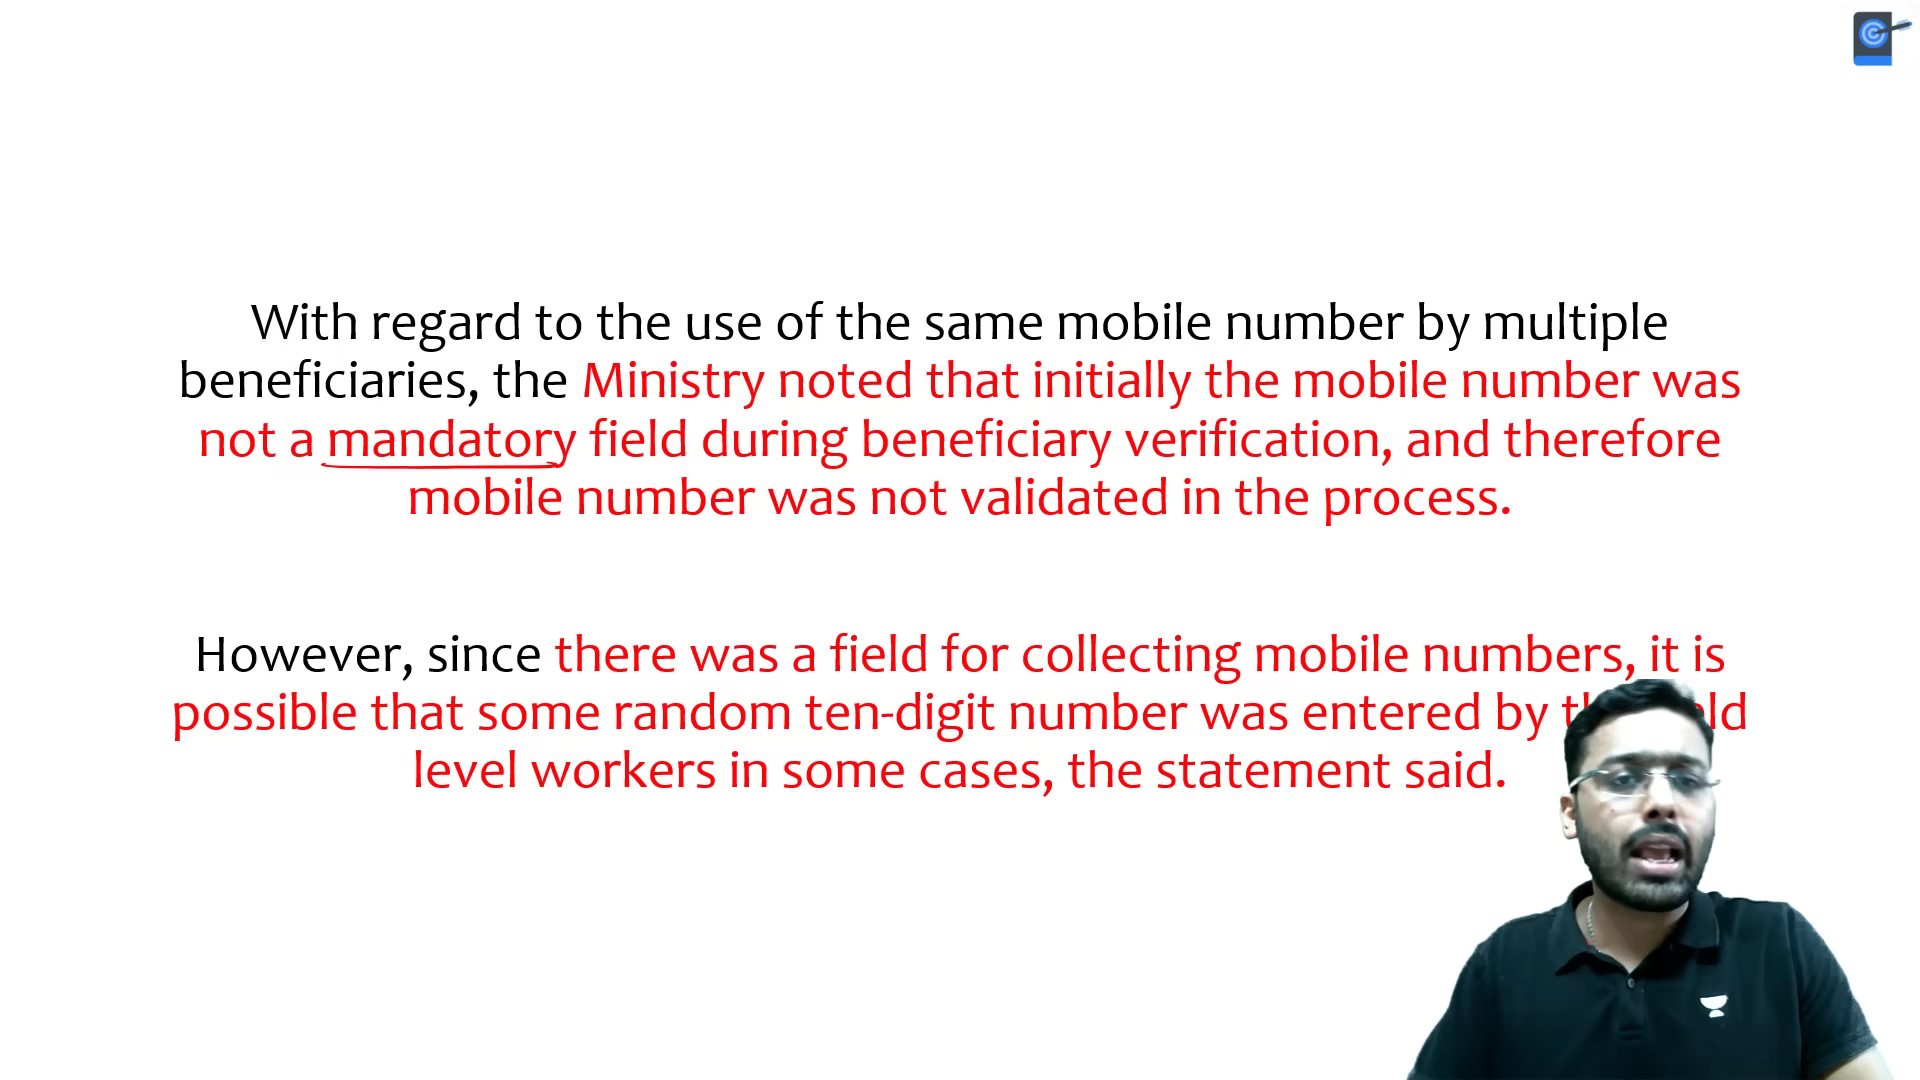 With regard to the use of the same mobile number by multiple
beneficiaries, the Ministry noted that initially the mobile number was
not a mandatory field during beneficiary verification, and therefore
mobile number was not validated in the process.
However, since there was a field for collecting mobile numbers, it is
possible that some random ten-digit number was entered by
level workers in some cases, the statement said.